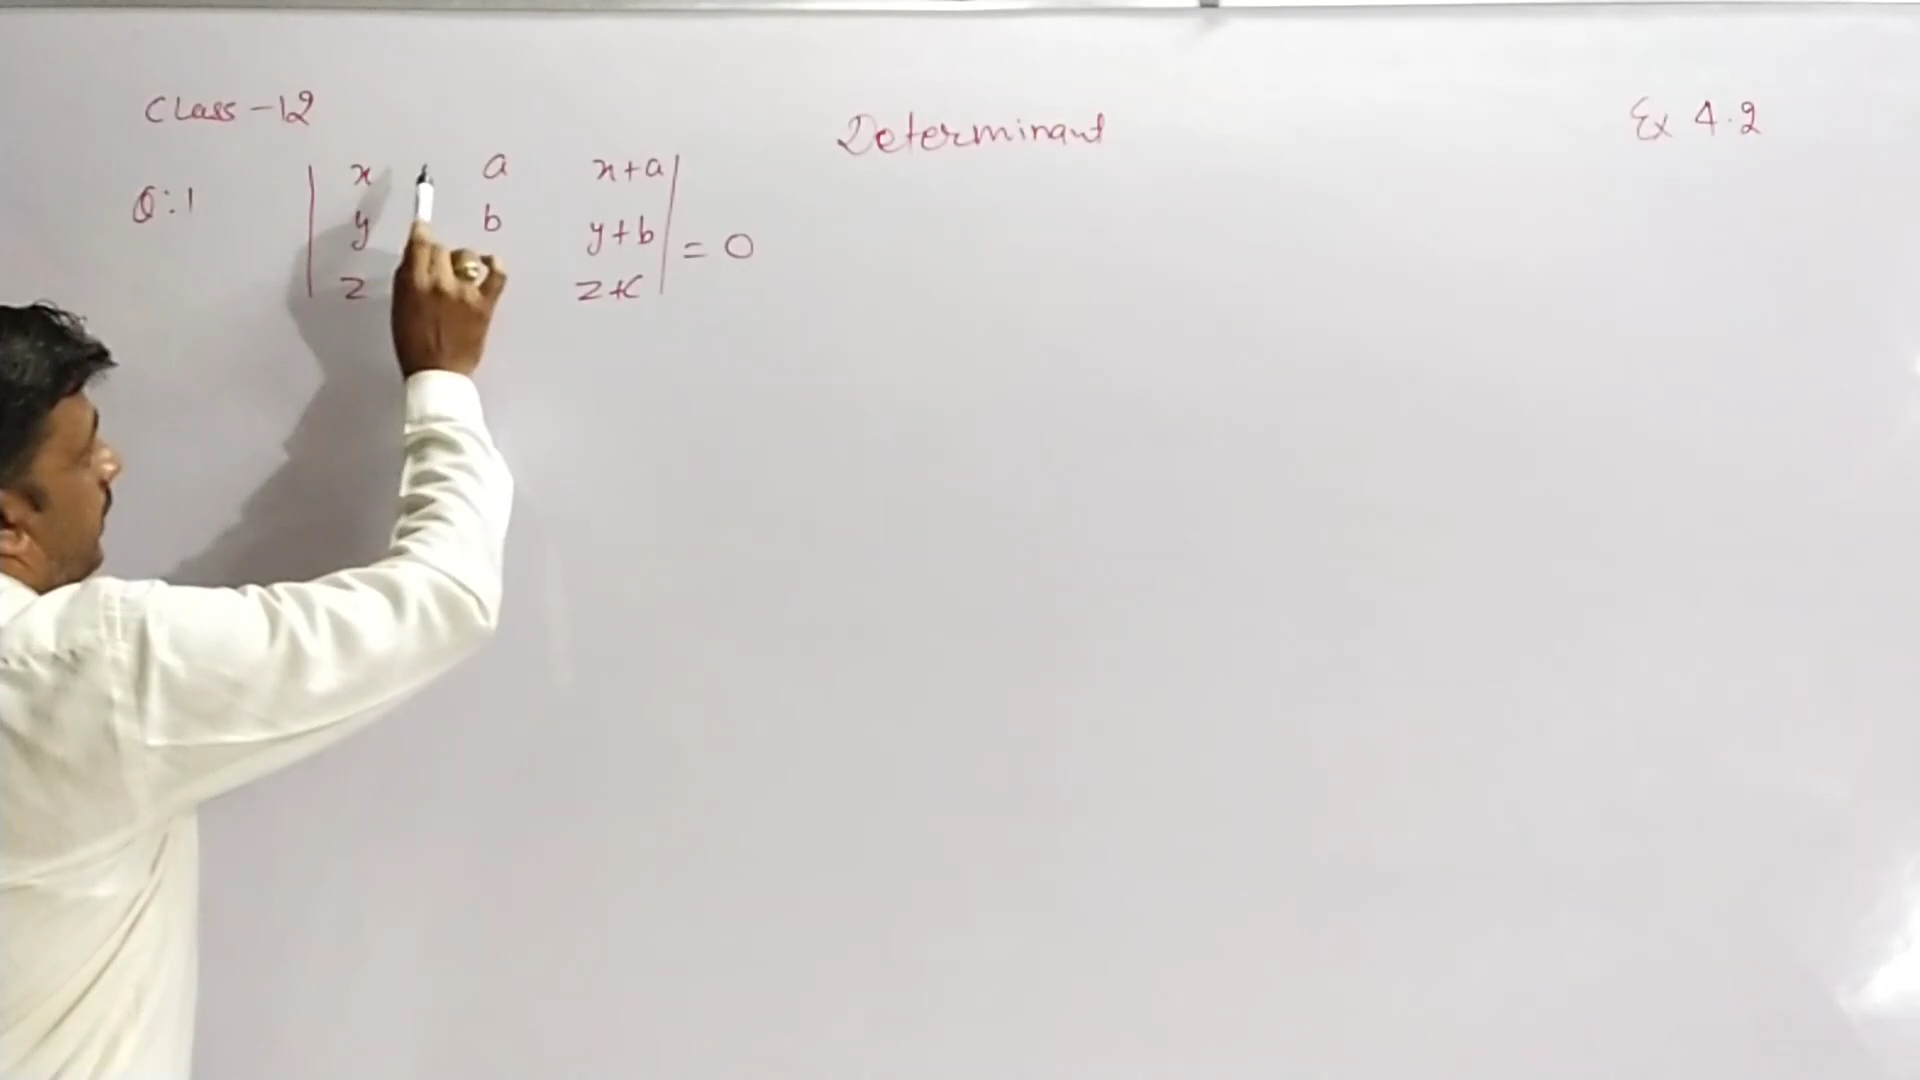 Class-12
Determinant
Ex 4.2
Q:1
x a x+a
y b y+b = 0
z z+c